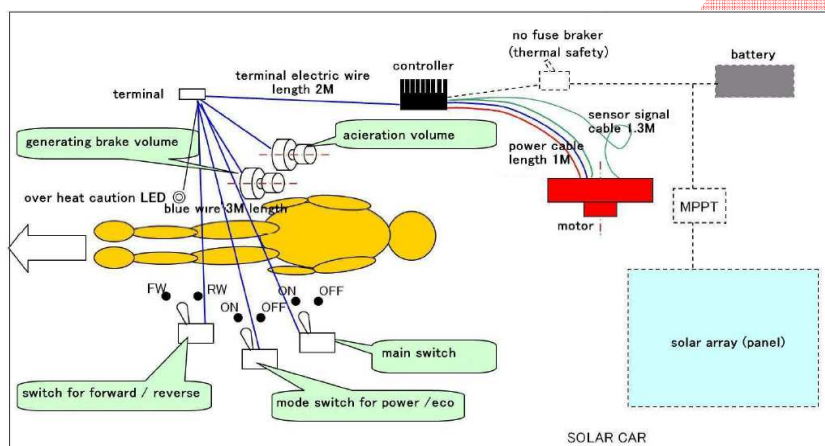 no fuse braker
(thermal safety)
battery
controller
terminal electric wire
length 2M
terminal
sensor signal
cable 1.3M
generating brake volume
acieration volume
power cable
length 1M
over heat caution LED
blue wire 3M length
MPPT
motor
FW
RW
ON
OFF
ON
OFF
solar array (panel)
main switch
switch for forward / reverse
mode switch for power /eco
SOLAR CAR